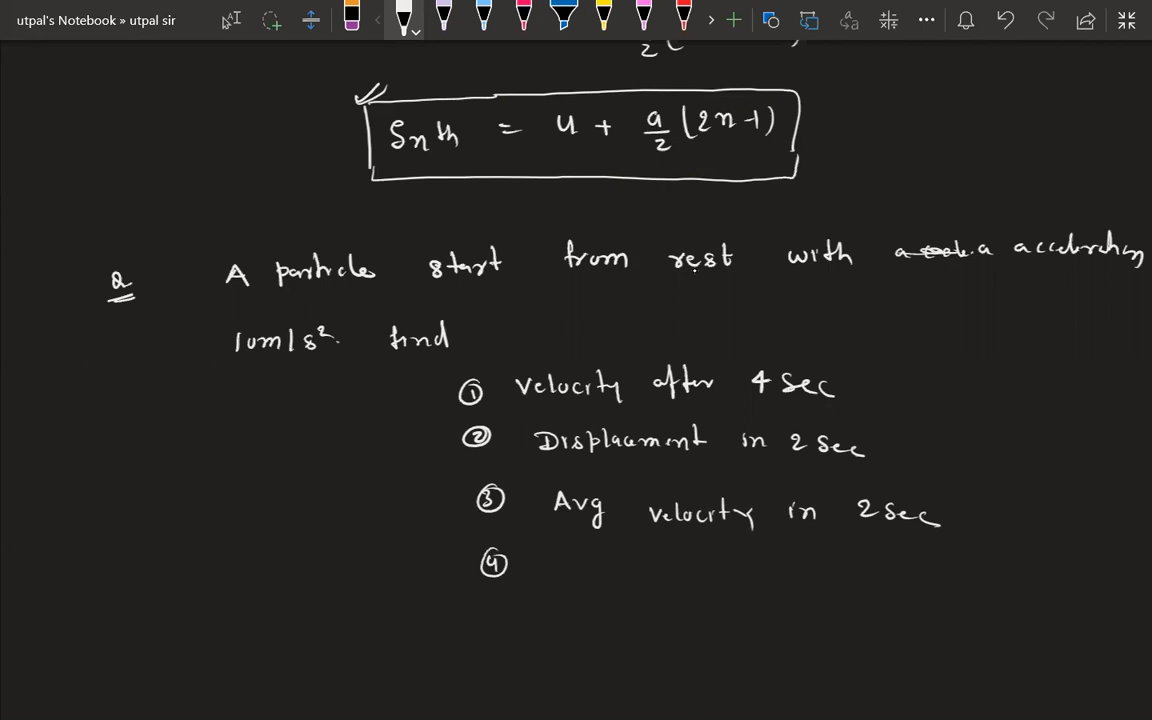 utpal's Notebook » utpal sir
2
Snth = u + a/2 (2n-1)
Q A particle start from rest with a acceleration
10m/s². find
① Velocity after 4 sec
② Displacement in 2 sec
③ Avg velocity in 2 sec
④